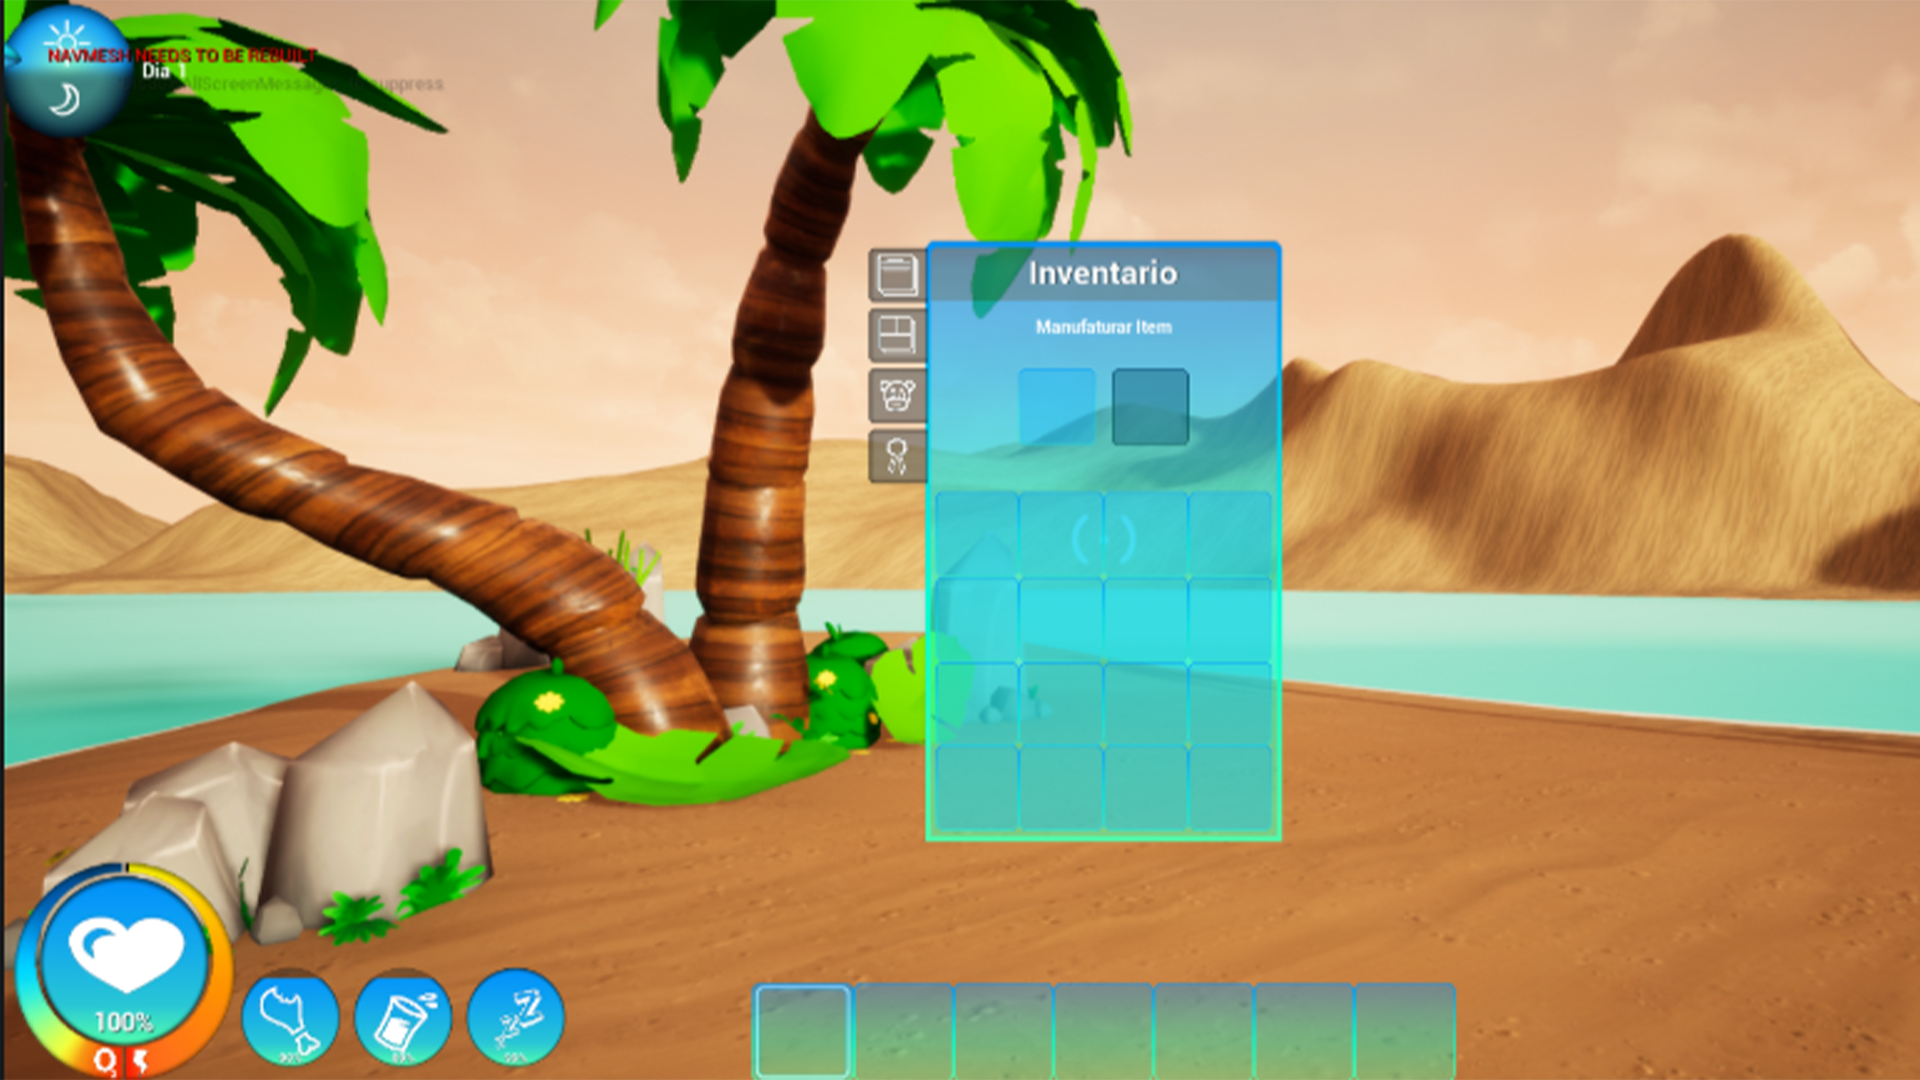 NAVMESH NEEDS TO BE REBUILT
Dia 1
Inventario
Manufaturar Item
100%